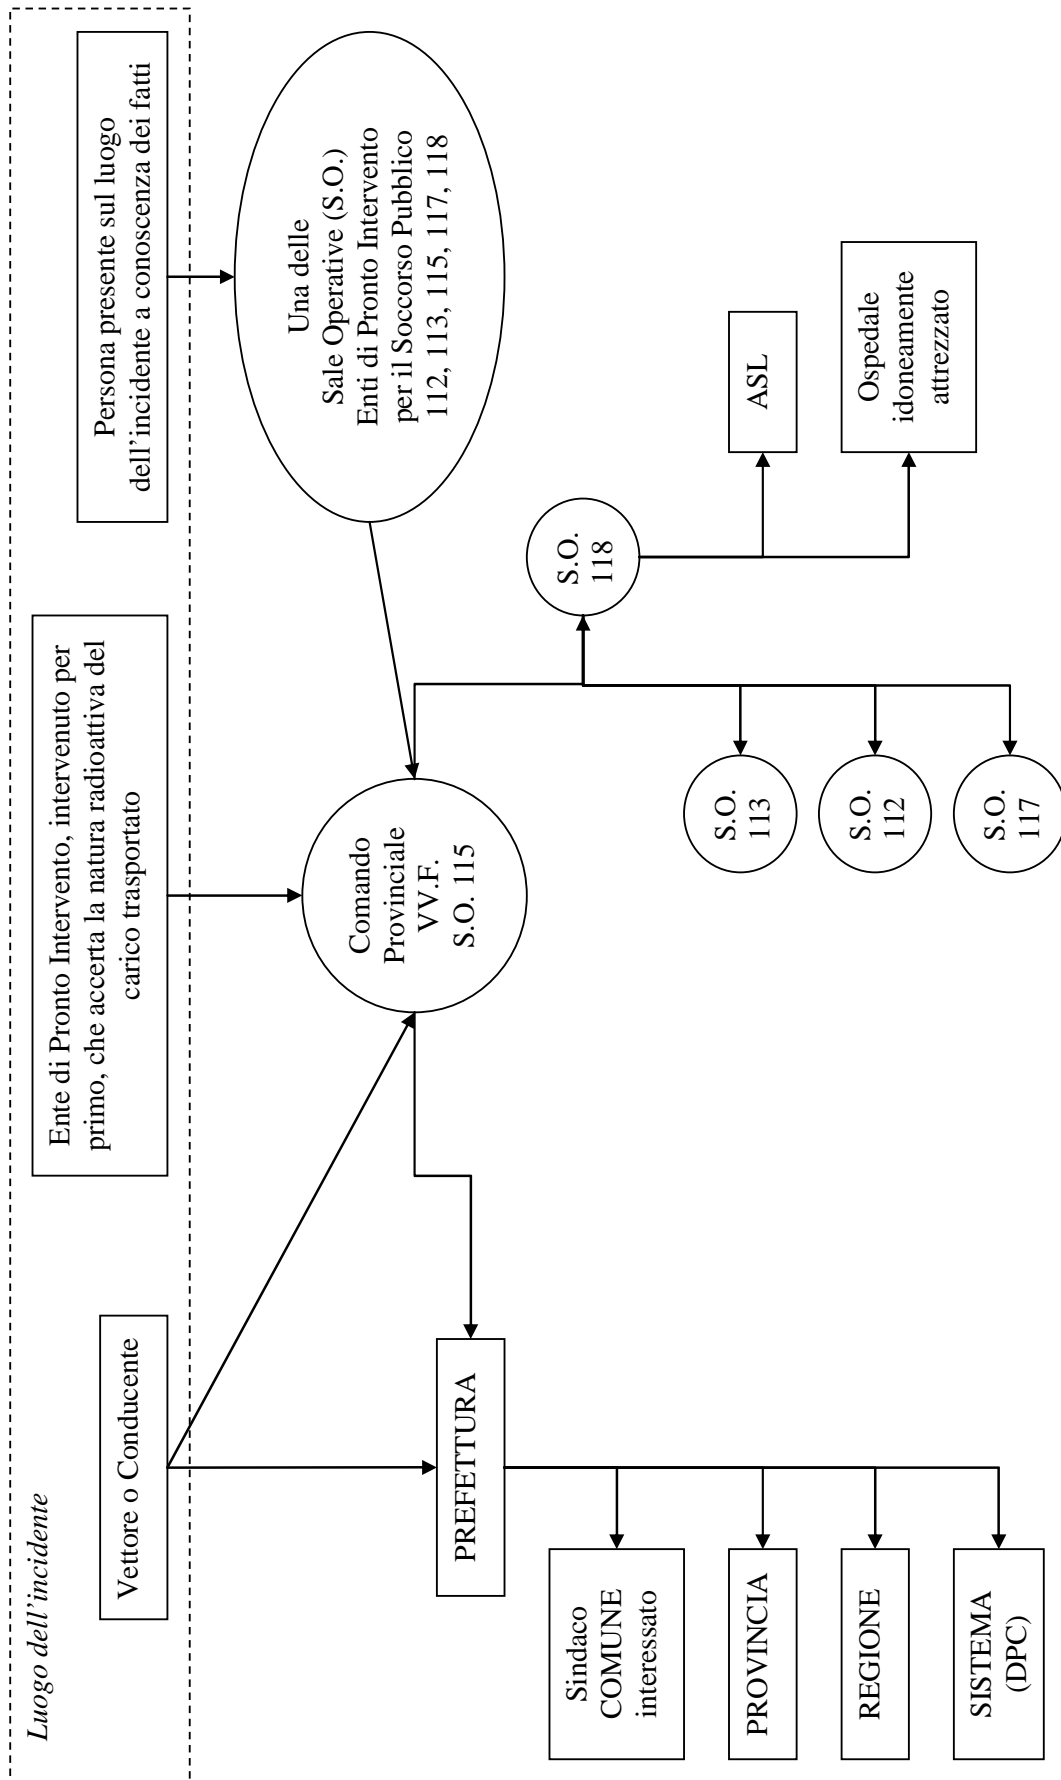 Luogo dell'incidente
Vettore o Conducente
Ente di Pronto Intervento, intervenuto per
primo, che accerta la natura radioattiva del
carico trasportato
Persona presente sul luogo
dell'incidente a conoscenza dei fatti
Una delle
Sale Operative (S.O.)
Enti di Pronto Intervento
per il Soccorso Pubblico
112, 113, 115, 117, 118
Comando
Provinciale
VV.F.
S.O. 115
PREFETTURA
S.O.
118
Sindaco
COMUNE
interessato
PROVINCIA
REGIONE
SISTEMA
(DPC)
S.O.
113
S.O.
112
S.O.
117
ASL
Ospedale
idoneamente
attrezzato